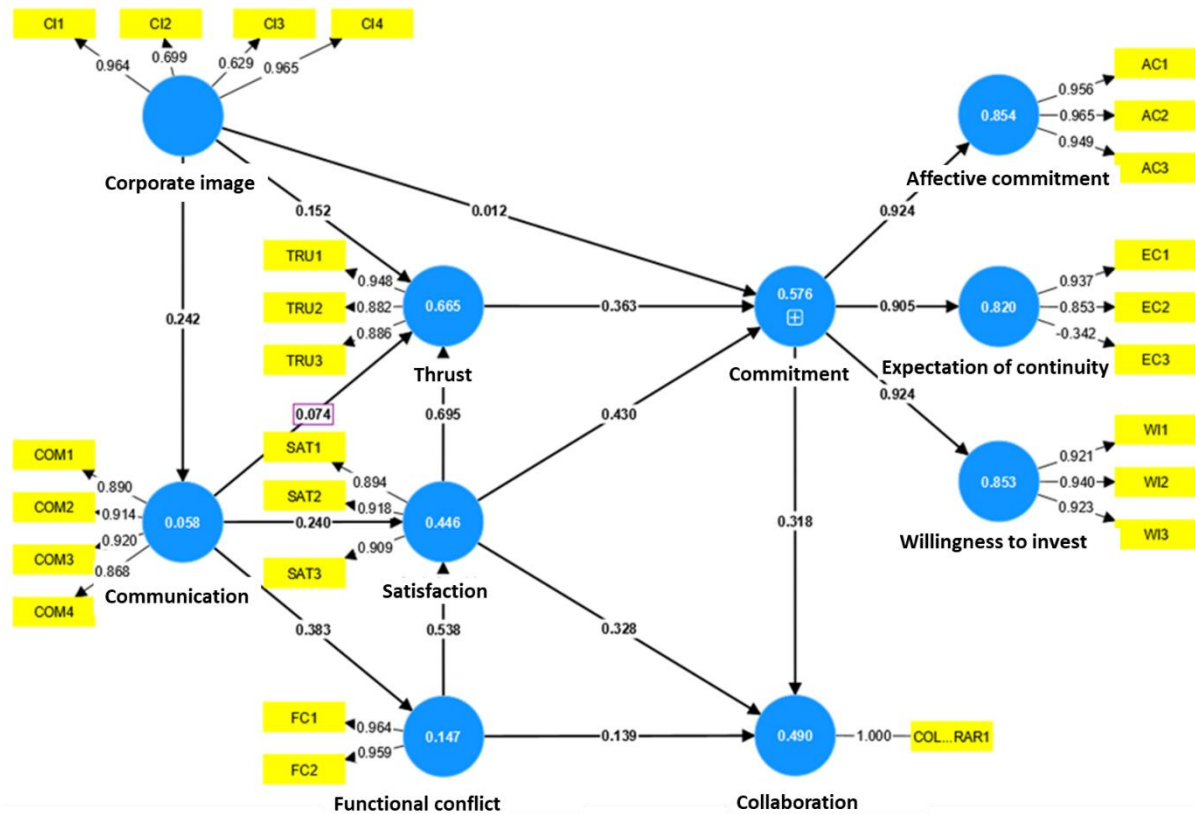 CI1
CI2
CI3
CI4
0.964
0.699
0.629
0.965
Corporate image
0.152
0.012
0.242
AC1
AC2
AC3
0.956
0.965
0.949
0.854
Affective commitment
0.924
TRU1
TRU2
TRU3
0.948
0.882
0.886
0.665
Thrust
0.363
0.576
Commitment
0.905
EC1
EC2
EC3
0.937
0.853
-0.342
0.820
Expectation of continuity
0.924
0.074
0.695
0.430
SAT1
SAT2
SAT3
0.894
0.918
0.909
0.446
Satisfaction
COM1
COM2
COM3
COM4
0.890
0.914
0.920
0.868
0.058
Communication
0.240
0.383
0.538
0.328
0.318
WI1
WI2
WI3
0.921
0.940
0.923
0.853
Willingness to invest
FC1
FC2
0.964
0.959
0.147
Functional conflict
0.139
0.490
Collaboration
1.000
COL...RAR1